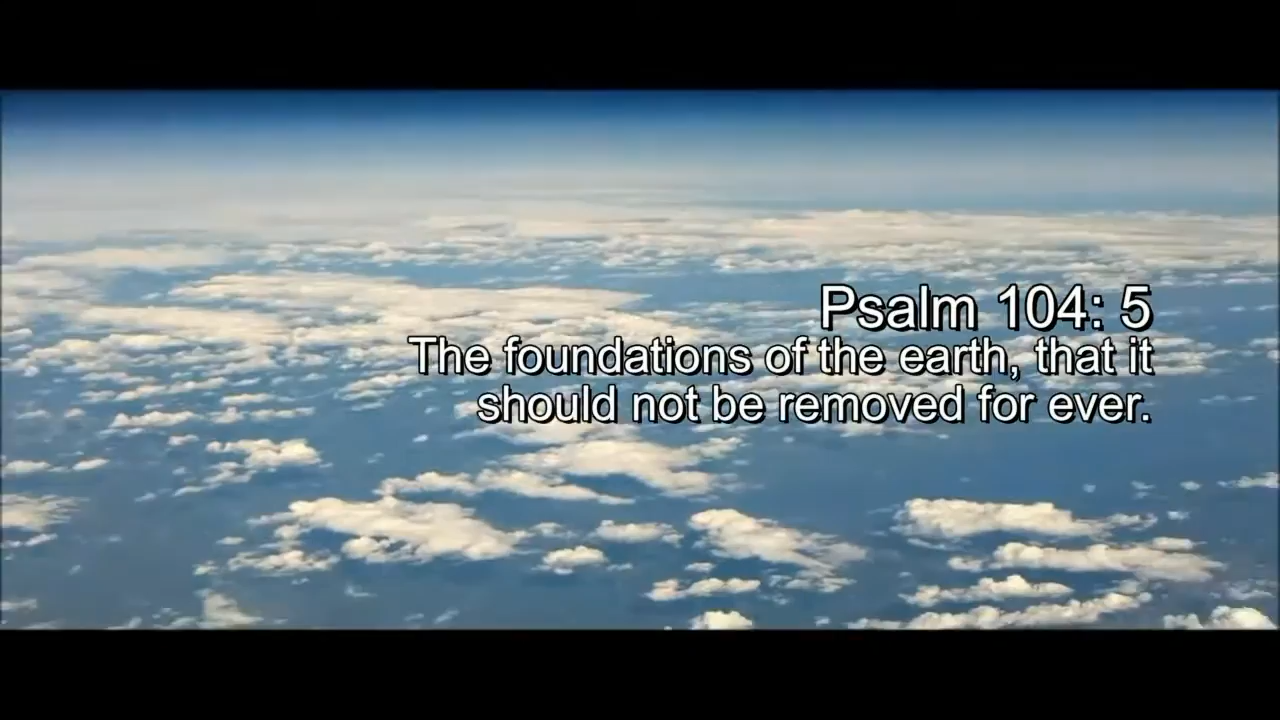 Psalm 104: 5
The foundations of the earth, that it
should not be removed for ever.